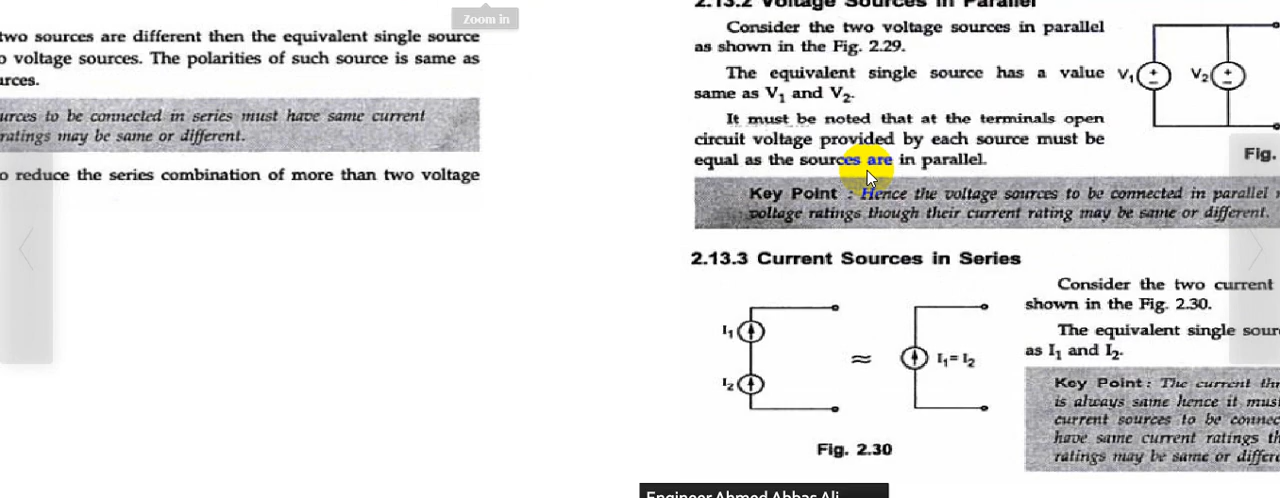 Zoom in
two sources are different then the equivalent single source
voltage sources. The polarities of such source is same as
urces to be connected in series must have same current
ratings may be same or different.
reduce the series combination of more than two voltage
2.13.2 Voltage Sources in Parallel
Consider the two voltage sources in parallel
as shown in the Fig. 2.29.
The equivalent single source has a value
same as V₁ and V₂.
It must be noted that at the terminals open
circuit voltage provided by each source must be
equal as the sources are in parallel.
V₁ + − V₂ + −
Fig.
Key Point : Hence the voltage sources to be connected in parallel
voltage ratings though their current rating may be same or different.
2.13.3 Current Sources in Series
I₁
I₂
≈
I₁ = I₂
Fig. 2.30
Consider the two current
shown in the Fig. 2.30.
The equivalent single sour
as I₁ and I₂.
Key Point : The current thr
is always same hence it mus
current sources to be connec
have same current ratings th
ratings may be same or differe
Engineer Ahmed Abbas Ali